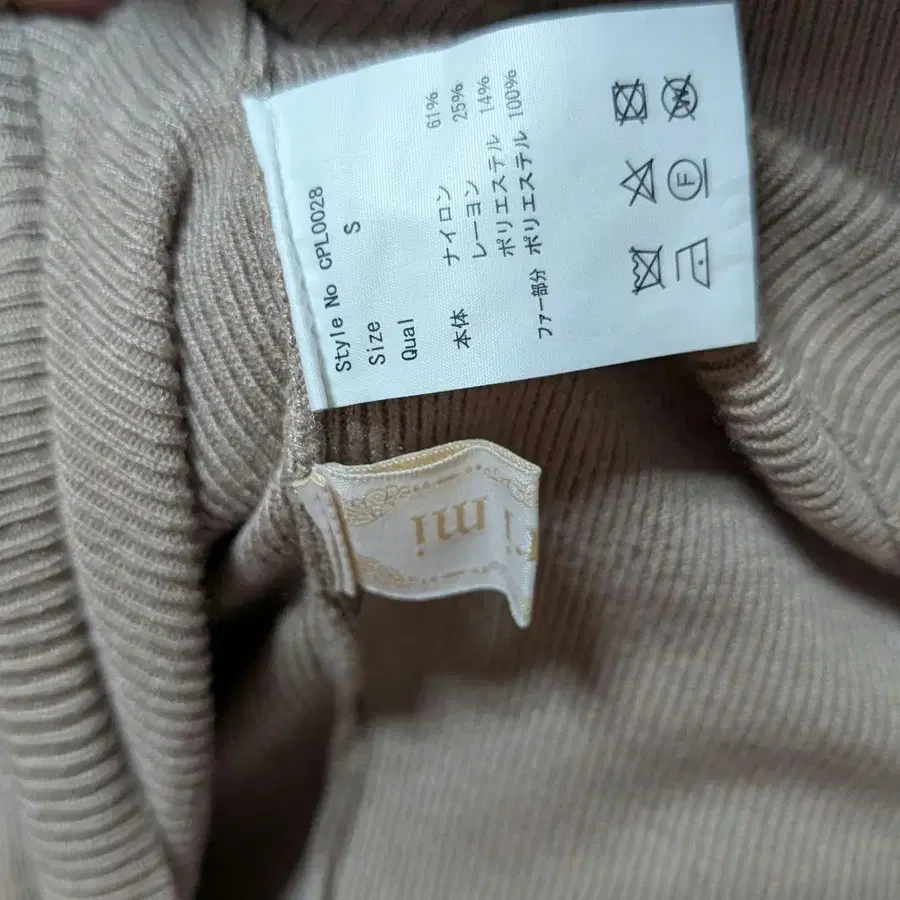 Style No CPL0028
Size S
Qual
本体 ナイロン 61%
レーヨン 25%
ポリエステル 14%
ファー部分 ポリエステル 100%
F
W
mi